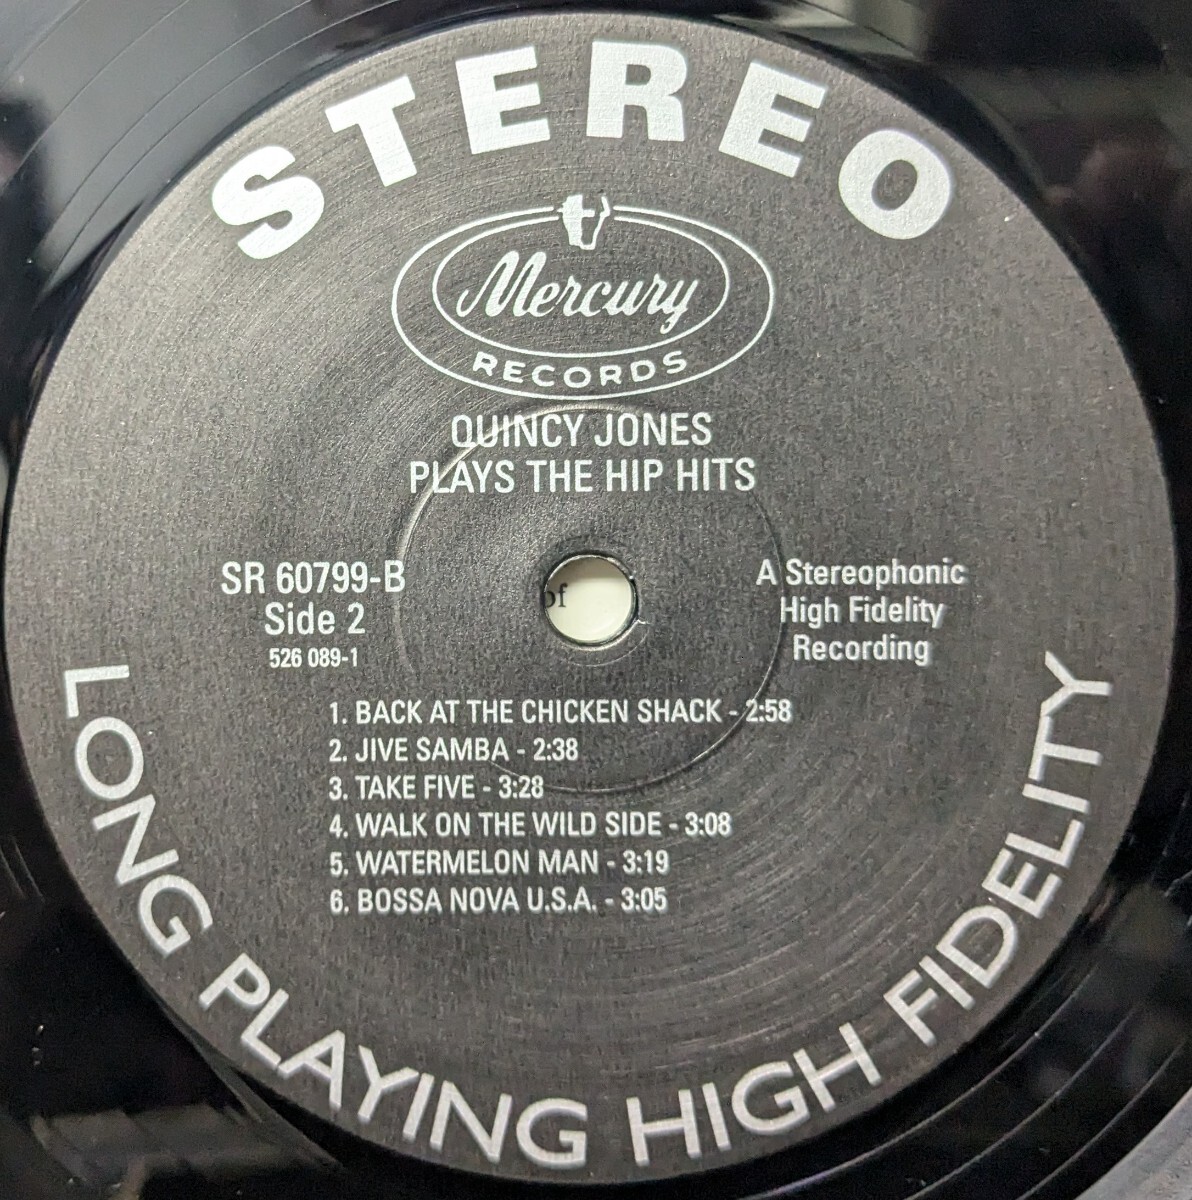 STEREO
Mercury
RECORDS
QUINCY JONES
PLAYS THE HIP HITS
SR 60799-B
Side 2
526 089-1
A Stereophonic
High Fidelity
Recording
of
1. BACK AT THE CHICKEN SHACK - 2:58
2. JIVE SAMBA - 2:38
3. TAKE FIVE - 3:28
4. WALK ON THE WILD SIDE - 3:08
5. WATERMELON MAN - 3:19
6. BOSSA NOVA U.S.A. - 3:05
LONG PLAYING HIGH FIDELITY